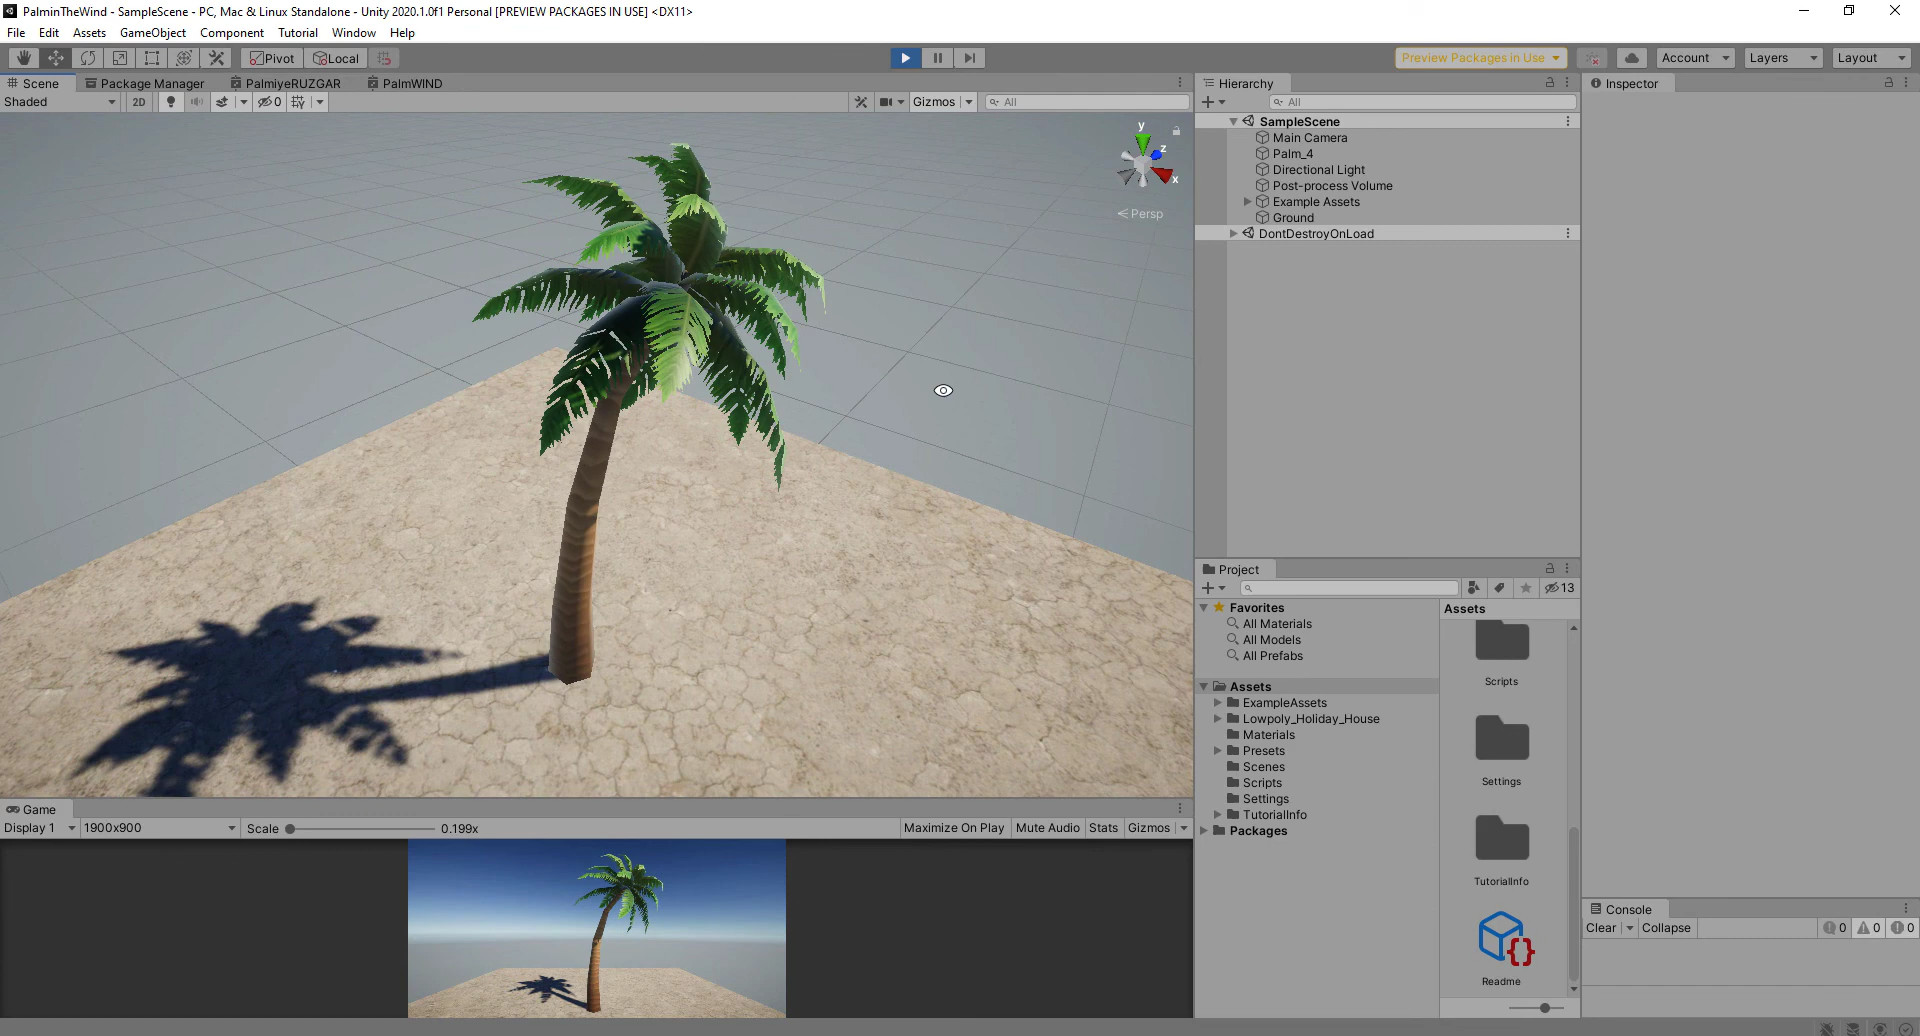 PalminTheWind - SampleScene - PC, Mac & Linux Standalone - Unity 2020.1.0f1 Personal [PREVIEW PACKAGES IN USE] <DX11>
File Edit Assets GameObject Component Tutorial Window Help
Pivot Local Preview Packages in Use Account Layers Layout
Scene Package Manager PalmiyeRUZGAR PalmWIND
Shaded 2D 0 Gizmos All
y
z
x
Persp
Hierarchy
All
SampleScene
Main Camera
Palm_4
Directional Light
Post-process Volume
Example Assets
Ground
DontDestroyOnLoad
Inspector
Project
13
Favorites
All Materials
All Models
All Prefabs
Assets
ExampleAssets
Lowpoly_Holiday_House
Materials
Presets
Scenes
Scripts
Settings
TutorialInfo
Packages
Assets
Scripts
Settings
TutorialInfo
{}
Readme
Game
Display 1 1900x900 Scale 0.199x Maximize On Play Mute Audio Stats Gizmos
Console
Clear Collapse 0 0 0